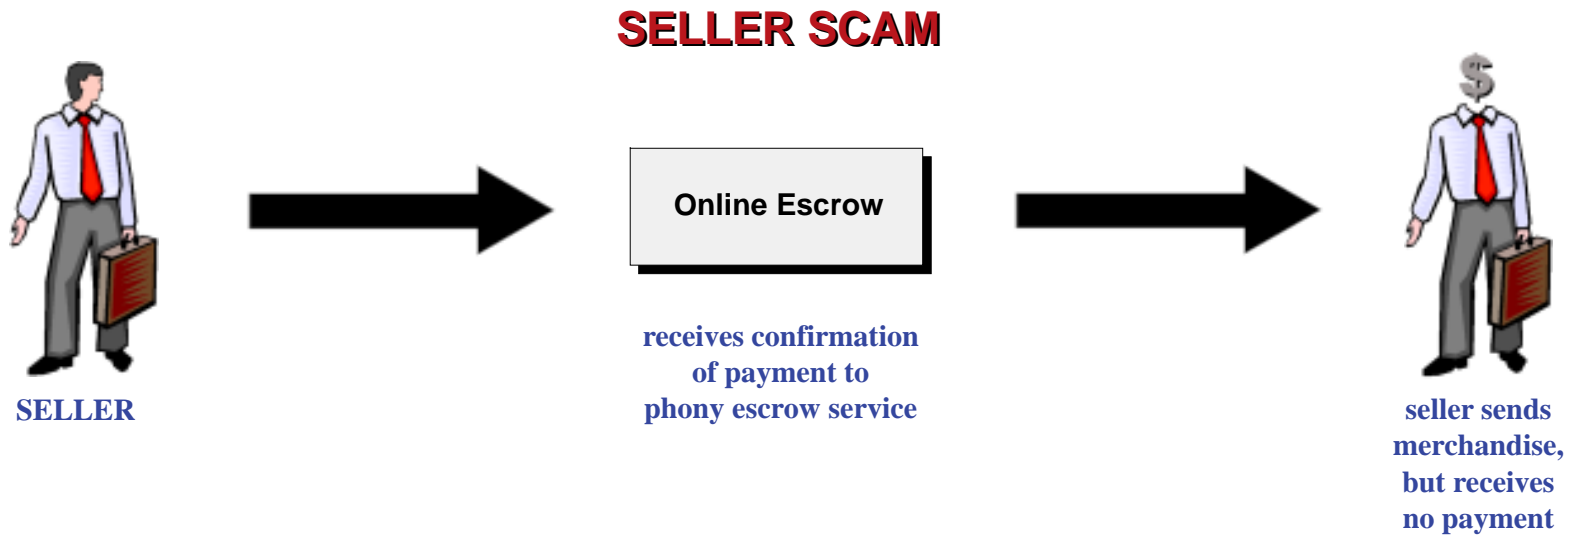 SELLER SCAM
$
Online Escrow
receives confirmation
of payment to
phony escrow service
SELLER
seller sends
merchandise,
but receives
no payment